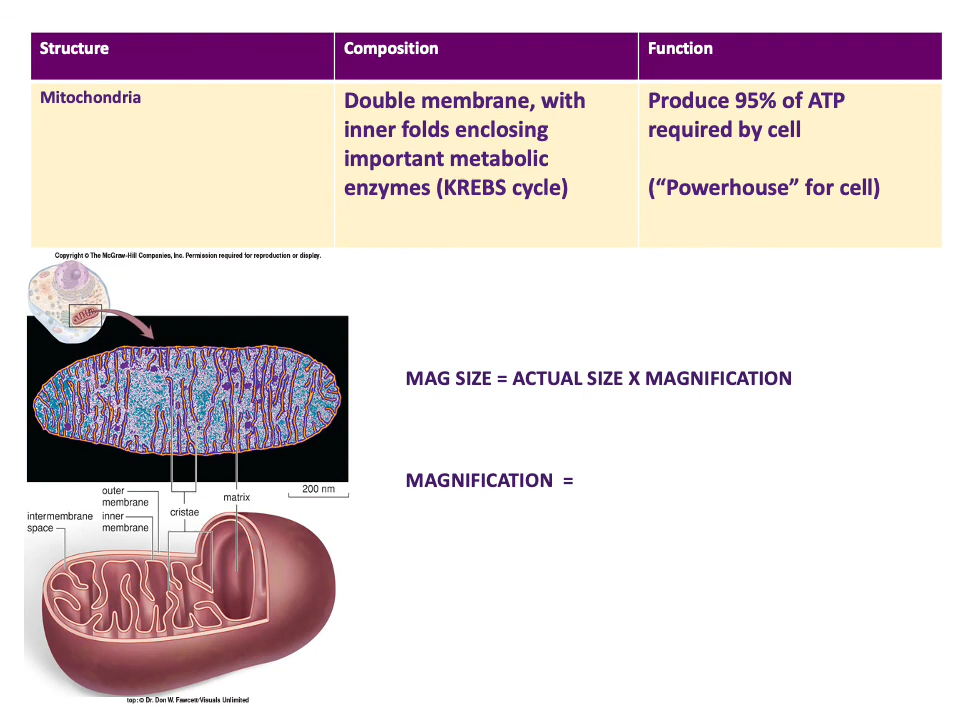 Structure
Composition
Function
Mitochondria
Double membrane, with
inner folds enclosing
important metabolic
enzymes (KREBS cycle)
Produce 95% of ATP
required by cell
(“Powerhouse” for cell)
Copyright © The McGraw-Hill Companies, Inc. Permission required for reproduction or display.
MAG SIZE = ACTUAL SIZE X MAGNIFICATION
MAGNIFICATION =
200 nm
outer
membrane
matrix
cristae
intermembrane
space
inner
membrane
top: © Dr. Don W. Fawcett/Visuals Unlimited